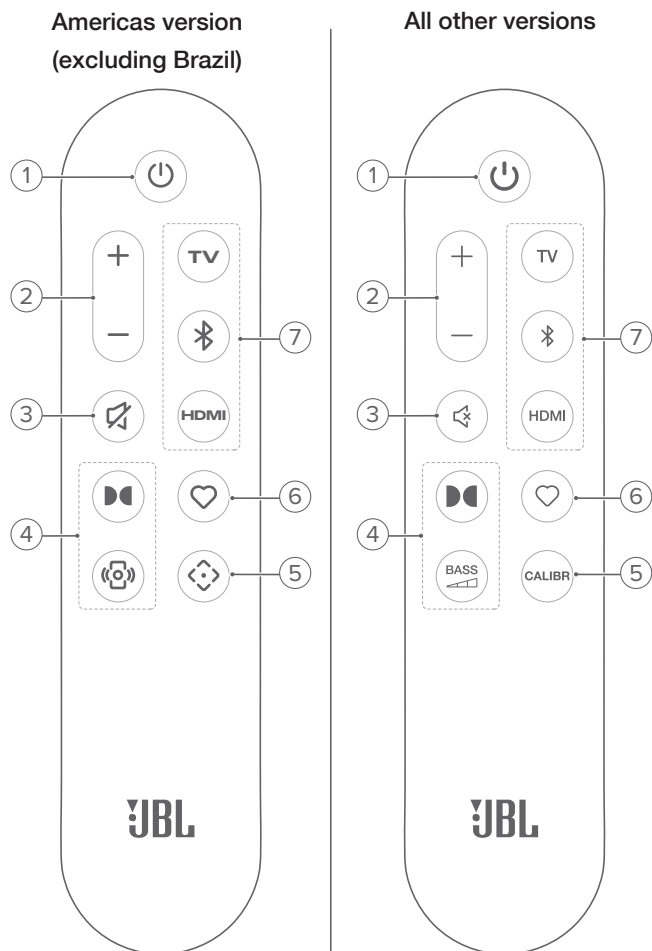 Americas version
(excluding Brazil)
1
2
3
4
+
−
TV
HDMI
7
6
5
JBL
All other versions
1
2
3
4
+
−
TV
HDMI
BASS
CALIBR
7
6
5
JBL